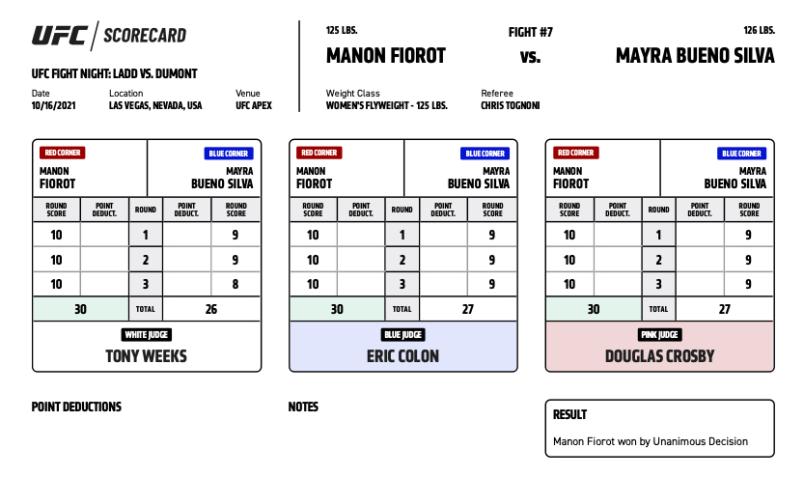 UFC SCORECARD
UFC FIGHT NIGHT: LADD VS. DUMONT
Date Location Venue
10/16/2021 LAS VEGAS, NEVADA, USA UFC APEX
125 LBS. FIGHT #7 126 LBS.
MANON FIOROT VS. MAYRA BUENO SILVA
Weight Class Referee
WOMEN'S FLYWEIGHT - 125 LBS. CHRIS TOGNONI
RED CORNER BLUE CORNER
MANON MAYRA
FIOROT BUENO SILVA
ROUND POINT ROUND POINT ROUND
SCORE DEDUCT. DEDUCT. SCORE
10 1 9
10 2 9
10 3 8
30 TOTAL 26
WHITE JUDGE
TONY WEEKS
RED CORNER BLUE CORNER
MANON MAYRA
FIOROT BUENO SILVA
ROUND POINT ROUND POINT ROUND
SCORE DEDUCT. DEDUCT. SCORE
10 1 9
10 2 9
10 3 9
30 TOTAL 27
BLUE JUDGE
ERIC COLON
RED CORNER BLUE CORNER
MANON MAYRA
FIOROT BUENO SILVA
ROUND POINT ROUND POINT ROUND
SCORE DEDUCT. DEDUCT. SCORE
10 1 9
10 2 9
10 3 9
30 TOTAL 27
PINK JUDGE
DOUGLAS CROSBY
POINT DEDUCTIONS
NOTES
RESULT
Manon Fiorot won by Unanimous Decision